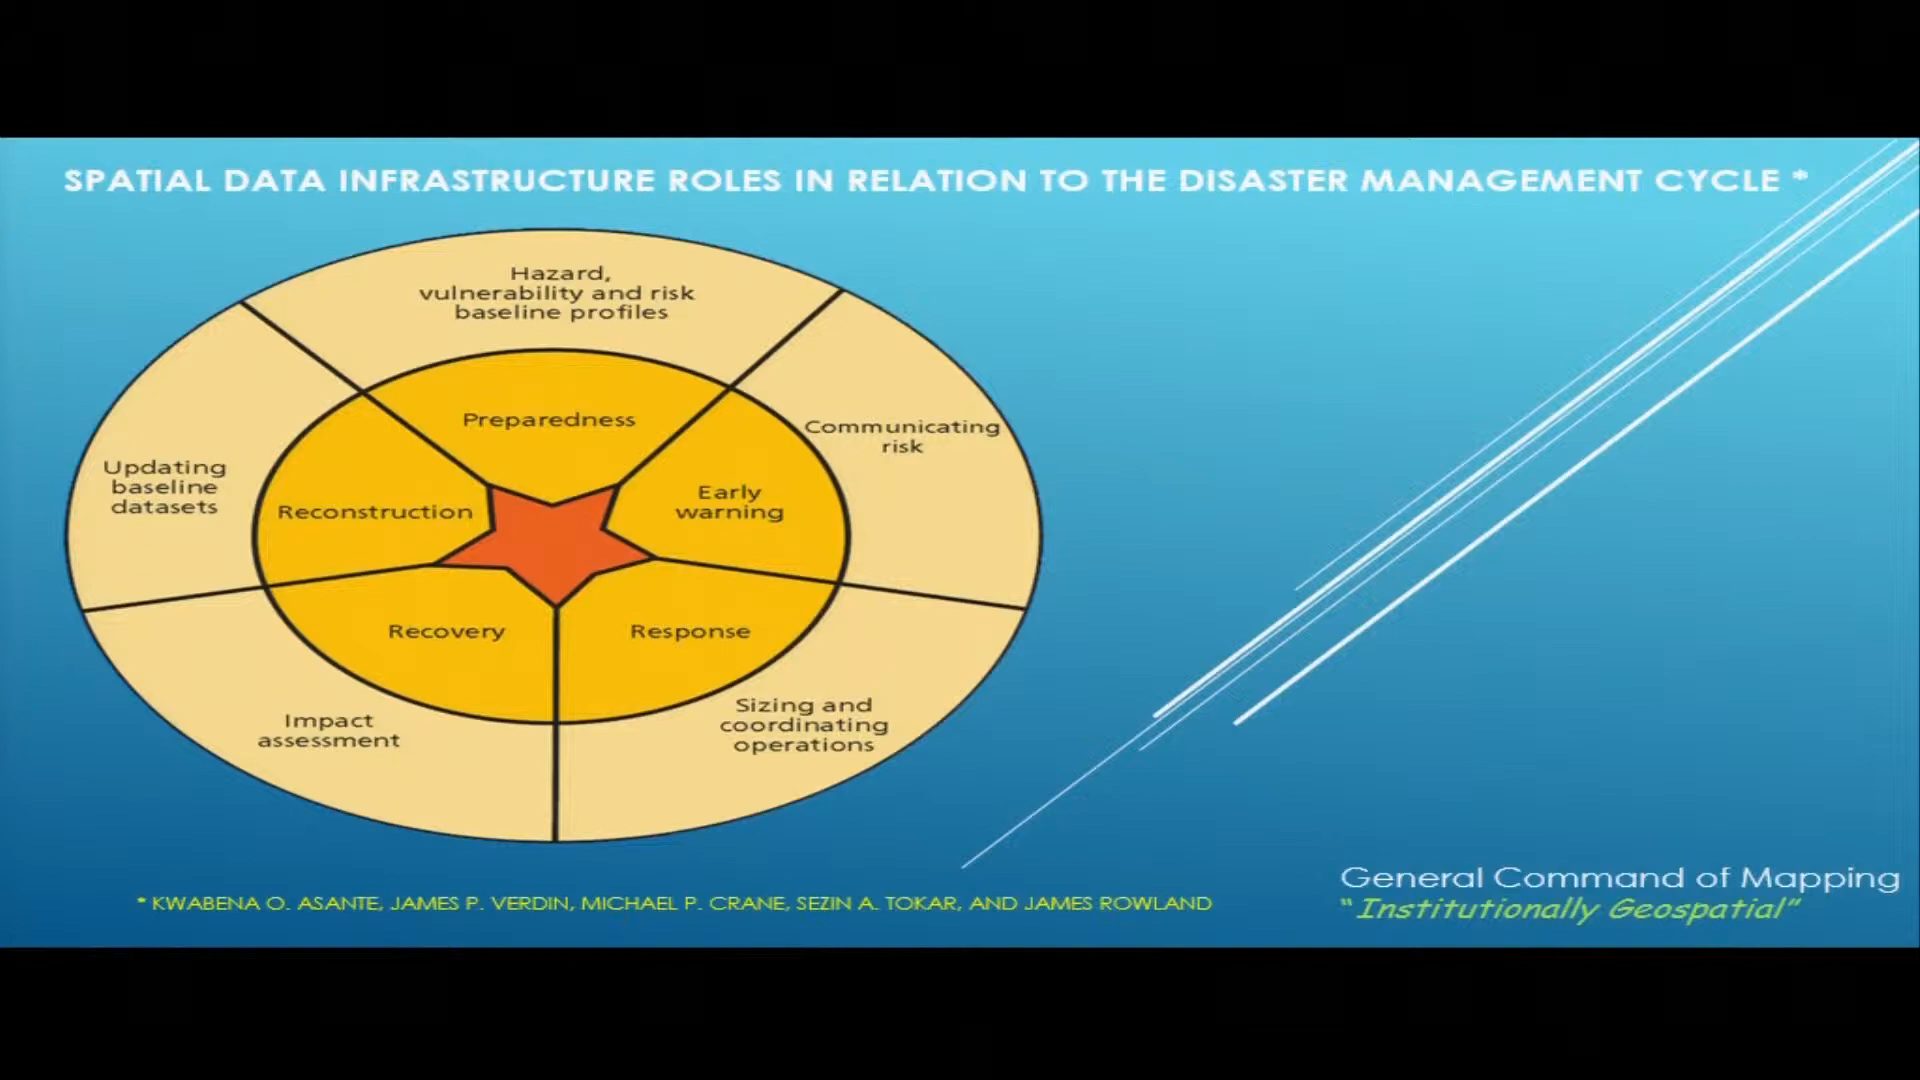 SPATIAL DATA INFRASTRUCTURE ROLES IN RELATION TO THE DISASTER MANAGEMENT CYCLE *
Hazard,
vulnerability and risk
baseline profiles
Preparedness
Communicating
risk
Updating
baseline
datasets
Reconstruction
Early
warning
Recovery
Response
Impact
assessment
Sizing and
coordinating
operations
* KWABENA O. ASANTE, JAMES P. VERDIN, MICHAEL P. CRANE, SEZIN A. TOKAR, AND JAMES ROWLAND
General Command of Mapping
"Institutionally Geospatial"